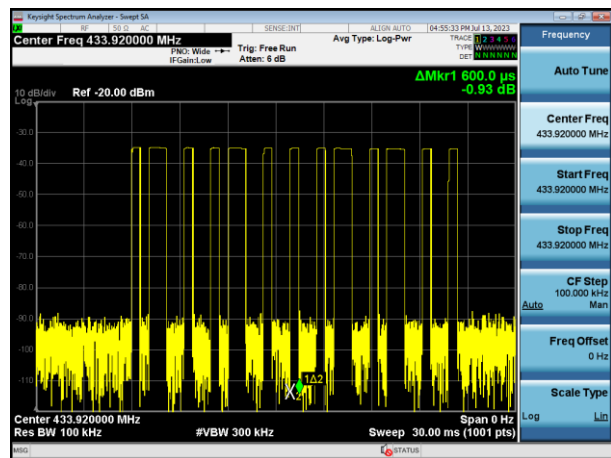 Keysight Spectrum Analyzer - Swept SA
RF 50 Ω AC SENSE:INT ALIGN AUTO 04:55:33 PM Jul 13, 2023
Center Freq 433.920000 MHz
PNO: Wide
IFGain:Low
Trig: Free Run
Atten: 6 dB
Avg Type: Log-Pwr
TRACE 1 2 3 4 5 6
TYPE WWWWWW
DET N N N N N N
ΔMkr1 600.0 µs
-0.93 dB
10 dB/div Ref -20.00 dBm
Log
-30.0
-40.0
-50.0
-60.0
-70.0
-80.0
-90.0
-100
-110
1Δ2
X2
Center 433.920000 MHz Span 0 Hz
Res BW 100 kHz #VBW 300 kHz Sweep 30.00 ms (1001 pts)
MSG STATUS
Frequency
Auto Tune
Center Freq
433.920000 MHz
Start Freq
433.920000 MHz
Stop Freq
433.920000 MHz
CF Step
100.000 kHz
Auto Man
Freq Offset
0 Hz
Scale Type
Log Lin